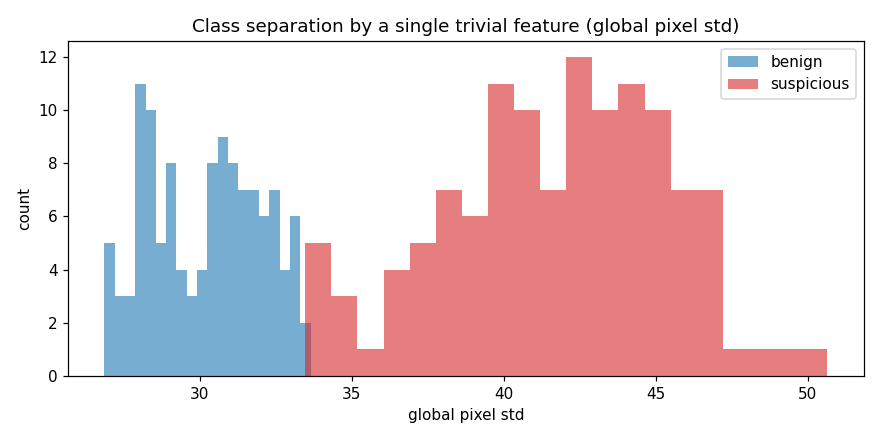 Class separation by a single trivial feature (global pixel std)
benign
suspicious
count
12
10
8
6
4
2
0
30 35 40 45 50
global pixel std